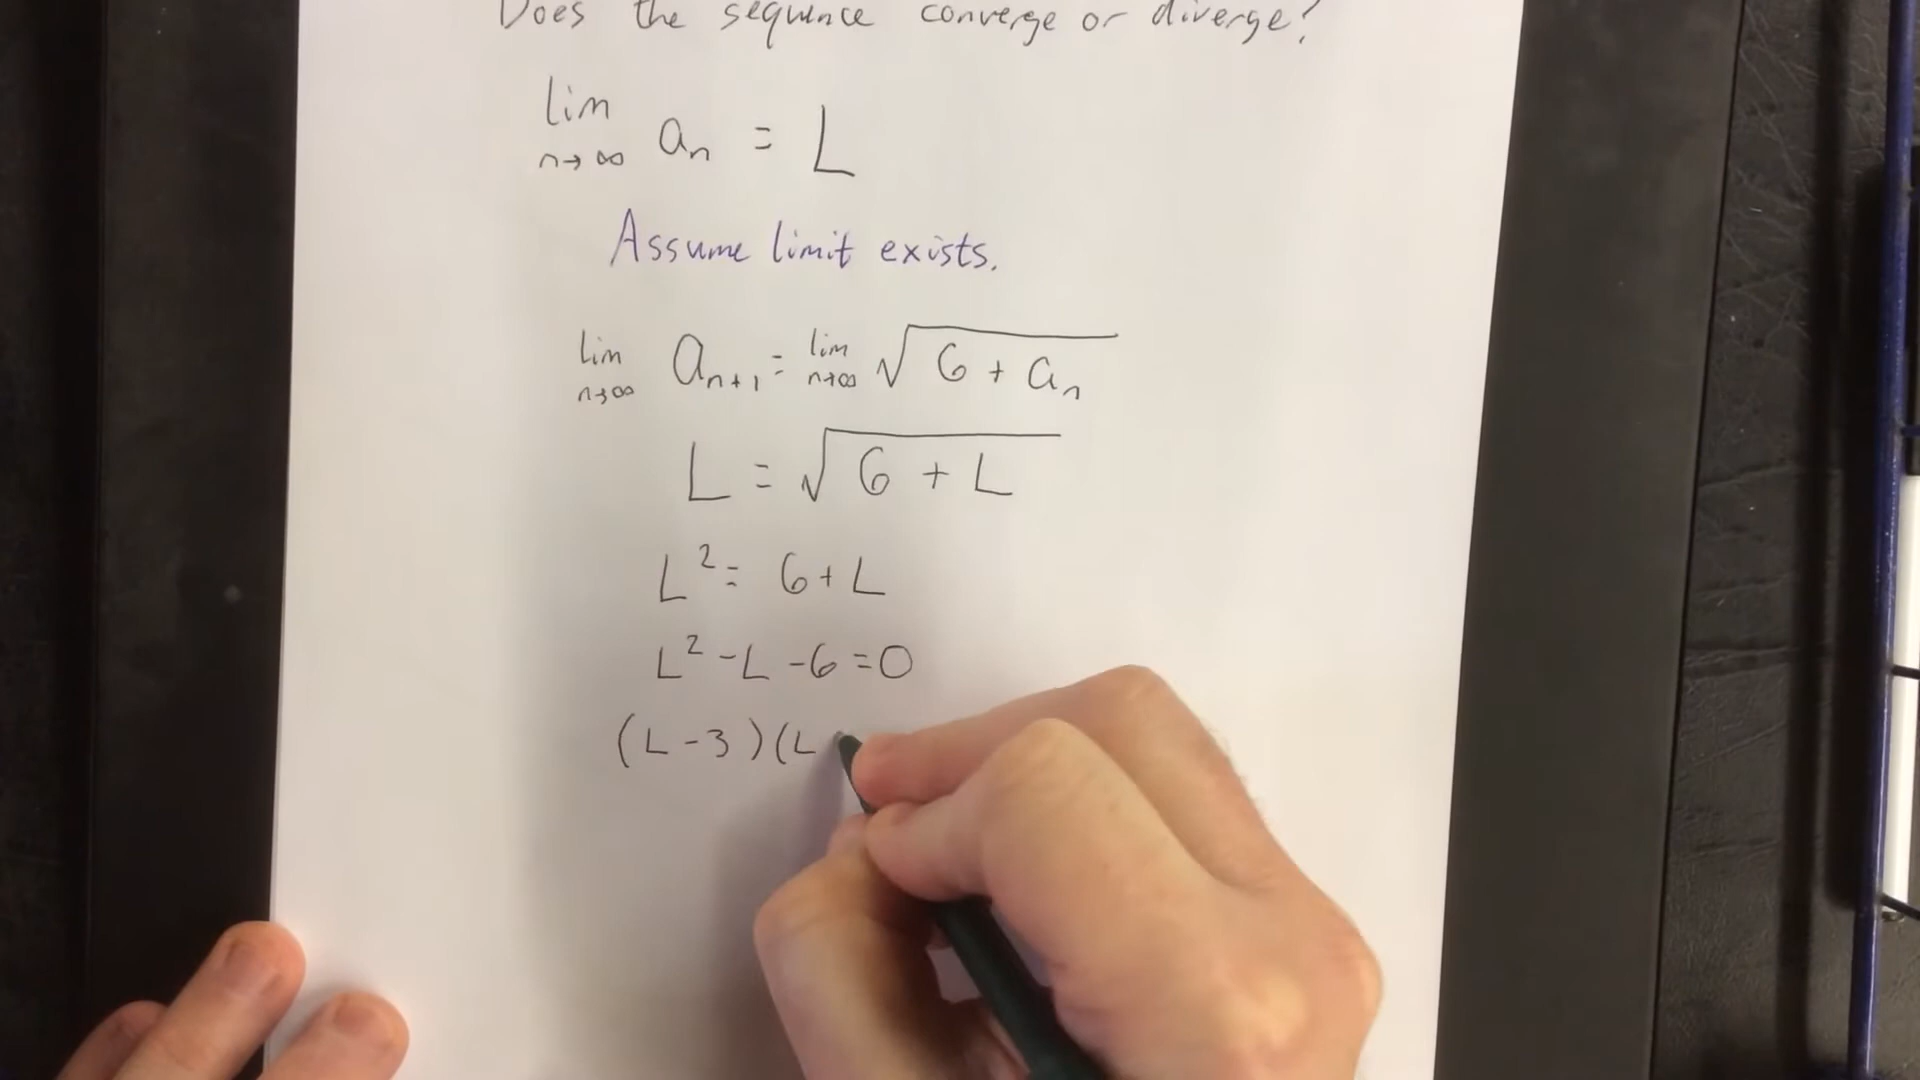 Does the sequence converge or diverge?
lim n→∞ aₙ = L
Assume limit exists.
lim n→∞ aₙ₊₁ = lim n→∞ √(6 + aₙ)
L = √(6 + L)
L² = 6 + L
L² - L - 6 = 0
(L - 3)(L